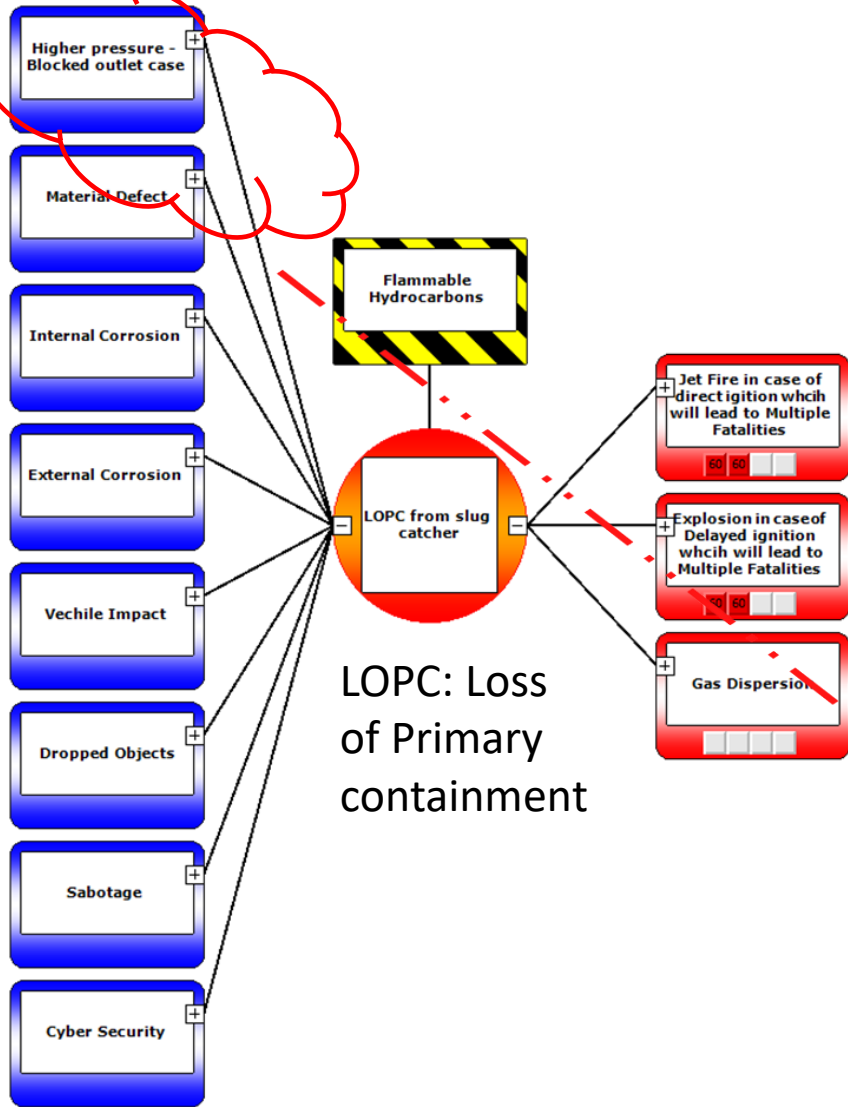 Higher pressure -
Blocked outlet case
Material Defect
Internal Corrosion
External Corrosion
Vechile Impact
Dropped Objects
Sabotage
Cyber Security
Flammable
Hydrocarbons
LOPC from slug
catcher
LOPC: Loss
of Primary
containment
Jet Fire in case of
direct igition whcih
will lead to Multiple
Fatalities
60 60
Explosion in caseof
Delayed ignition
whcih will lead to
Multiple Fatalities
60 60
Gas Dispersion